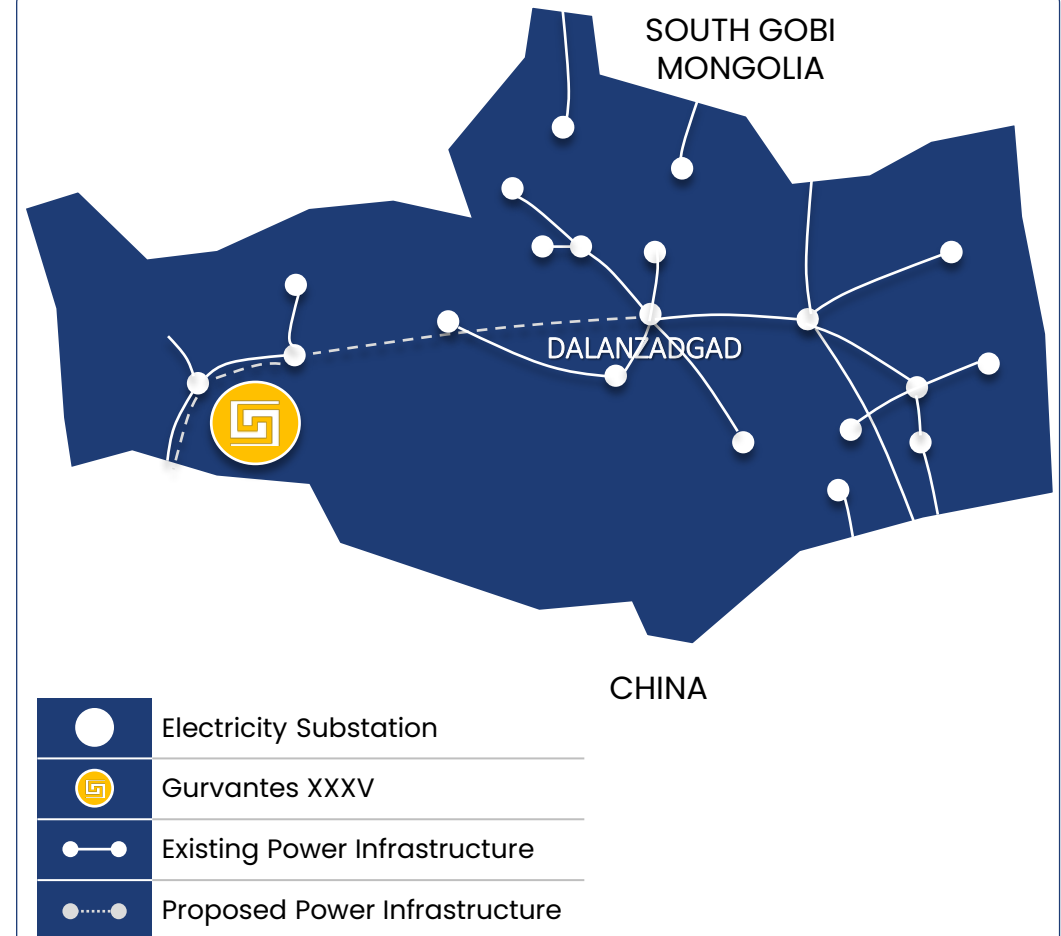 SOUTH GOBI
MONGOLIA
DALANZADGAD
CHINA
Electricity Substation
Gurvantes XXXV
Existing Power Infrastructure
Proposed Power Infrastructure